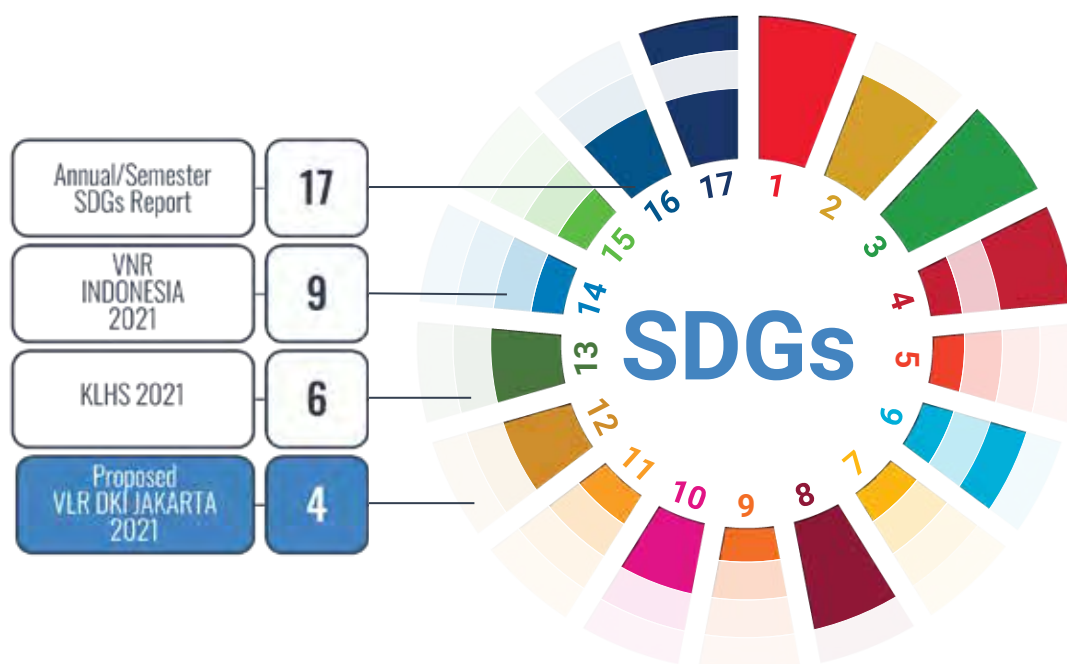 Annual/Semester
SDGs Report
17
VNR
INDONESIA
2021
9
KLHS 2021
6
Proposed
VLR DKI JAKARTA
2021
4
SDGs
1
2
3
4
5
6
7
8
9
10
11
12
13
14
15
16
17